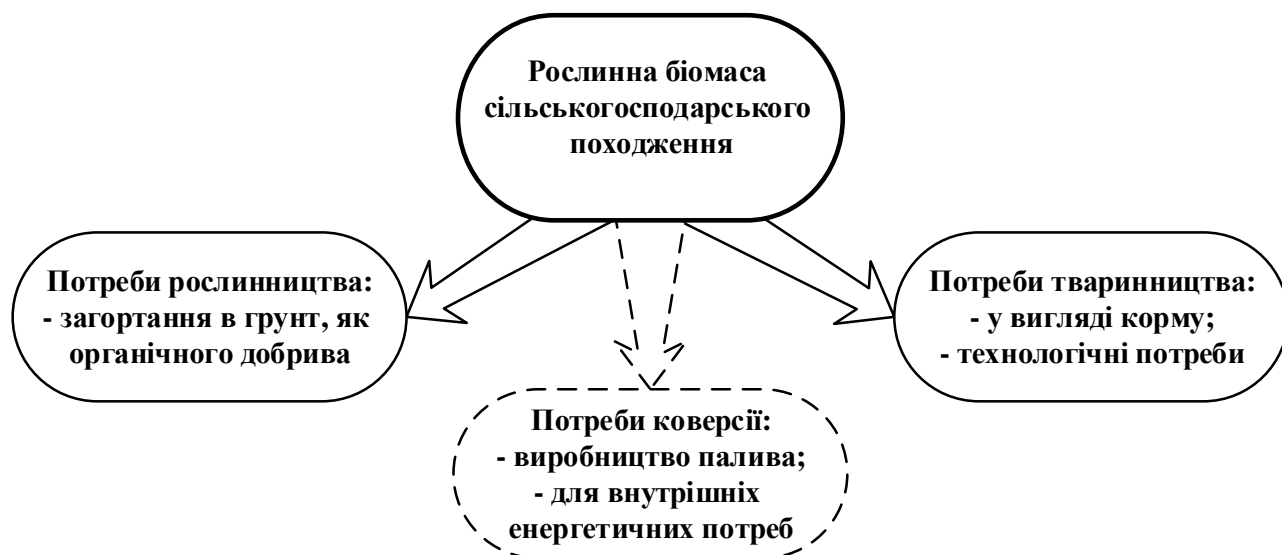 Рослинна біомаса
сільськогосподарського
походження
Потреби рослинництва:
- загортання в грунт, як
органічного добрива
Потреби тваринництва:
- у вигляді корму;
- технологічні потреби
Потреби коверсії:
- виробництво палива;
- для внутрішніх
енергетичних потреб